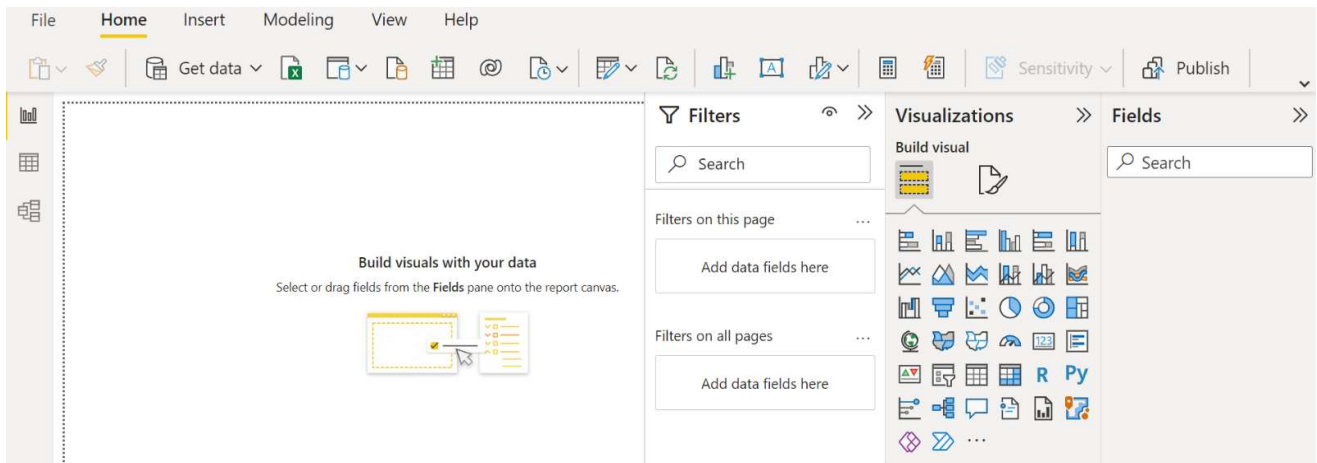 File Home Insert Modeling View Help
Get data Sensitivity Publish
Filters
Search
Filters on this page ...
Add data fields here
Filters on all pages ...
Add data fields here
Build visuals with your data
Select or drag fields from the Fields pane onto the report canvas.
Visualizations
Build visual
123
R Py
...
Fields
Search